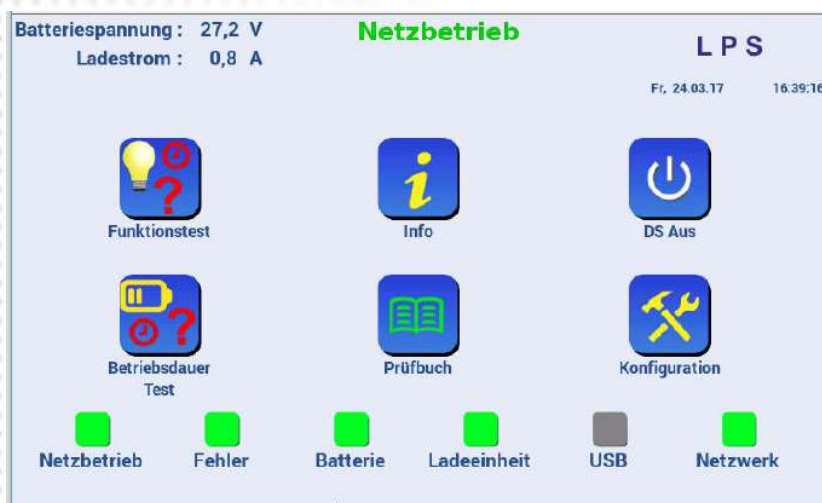 Batteriespannung : 27,2 V
Netzbetrieb
Ladestrom : 0,8 A
L P S
Fr, 24.03.17 16:39:16
Funktionstest
Info
DS Aus
Betriebsdauer
Test
Prüfbuch
Konfiguration
Netzbetrieb
Fehler
Batterie
Ladeeinheit
USB
Netzwerk